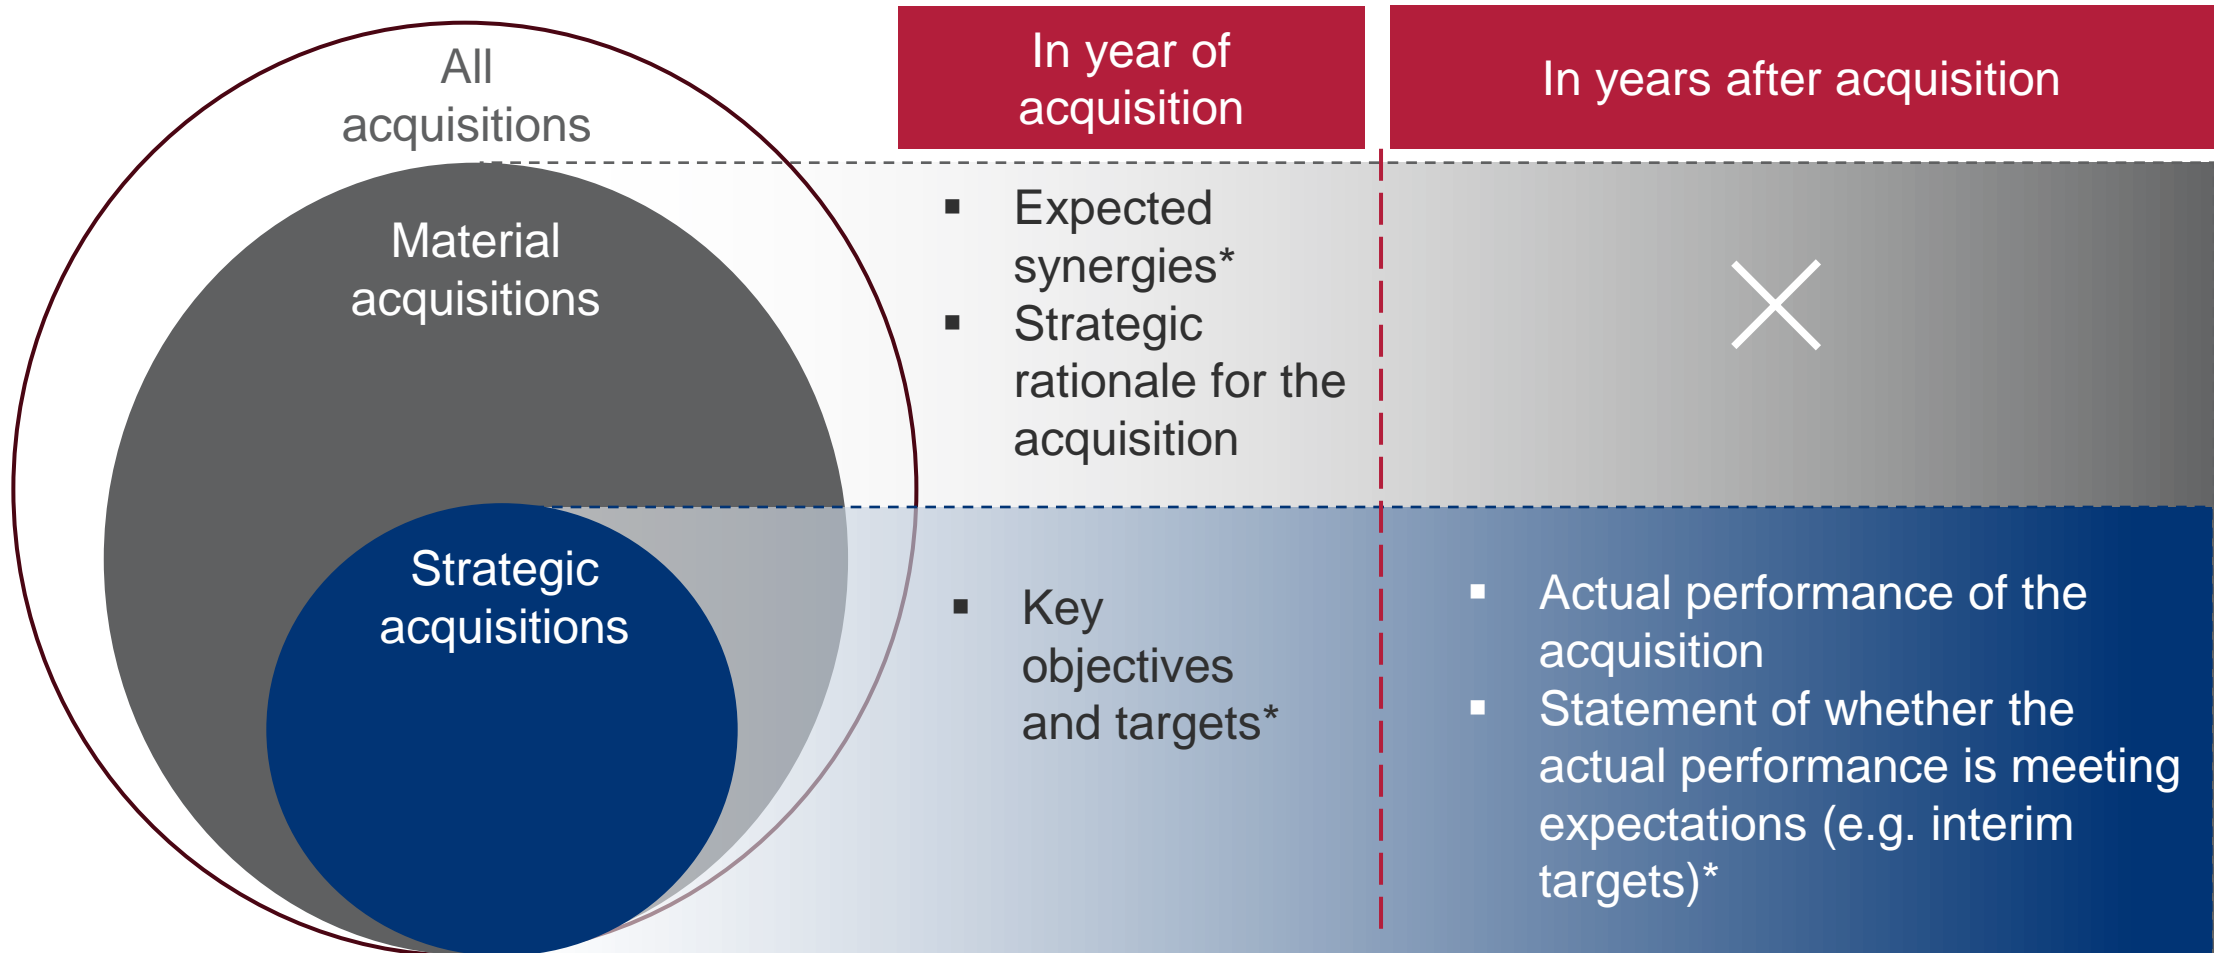 All
acquisitions
Material
acquisitions
Strategic
acquisitions
In year of
acquisition
In years after acquisition
▪ Expected
synergies*
▪ Strategic
rationale for the
acquisition
▪ Key
objectives
and targets*
▪ Actual performance of the
acquisition
▪ Statement of whether the
actual performance is meeting
expectations (e.g. interim
targets)*